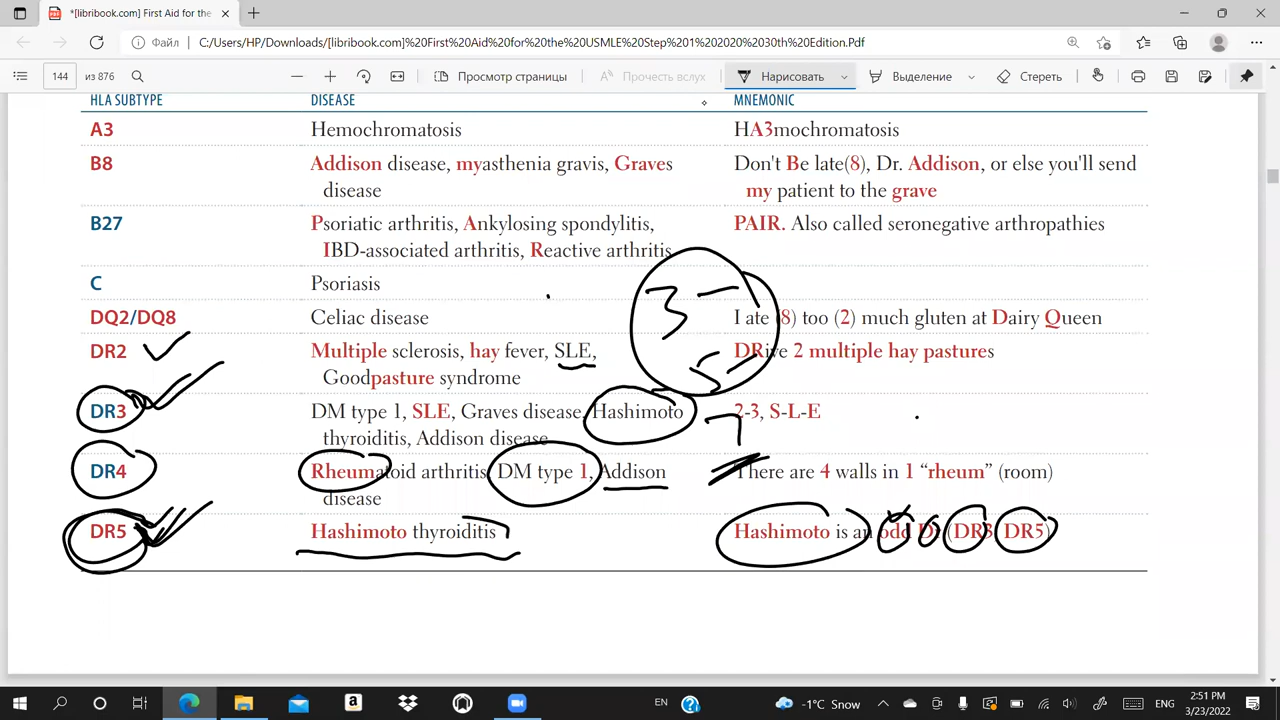 *[libribook.com] First Aid for the
Файл
C:/Users/HP/Downloads/[libribook.com]%20First%20Aid%20for%20the%20USMLE%20Step%201%202020%2030th%20Edition.Pdf
144 из 876
Просмотр страницы
Прочесть вслух
Нарисовать
Выделение
Стереть
HLA SUBTYPE DISEASE MNEMONIC
A3 Hemochromatosis HA3mochromatosis
B8 Addison disease, myasthenia gravis, Graves Don't Be late(8), Dr. Addison, or else you'll send
disease my patient to the grave
B27 Psoriatic arthritis, Ankylosing spondylitis, PAIR. Also called seronegative arthropathies
IBD-associated arthritis, Reactive arthritis
C Psoriasis
DQ2/DQ8 Celiac disease I ate (8) too (2) much gluten at Dairy Queen
DR2 Multiple sclerosis, hay fever, SLE, DRive 2 multiple hay pastures
Goodpasture syndrome
DR3 DM type 1, SLE, Graves disease, Hashimoto 2-3, S-L-E
thyroiditis, Addison disease
DR4 Rheumatoid arthritis, DM type 1, Addison There are 4 walls in 1 “rheum” (room)
disease
DR5 Hashimoto thyroiditis Hashimoto is an odd Dr (DR3, DR5)
3 –
5 –
7
EN
-1°C Snow
ENG
2:51 PM
3/23/2022